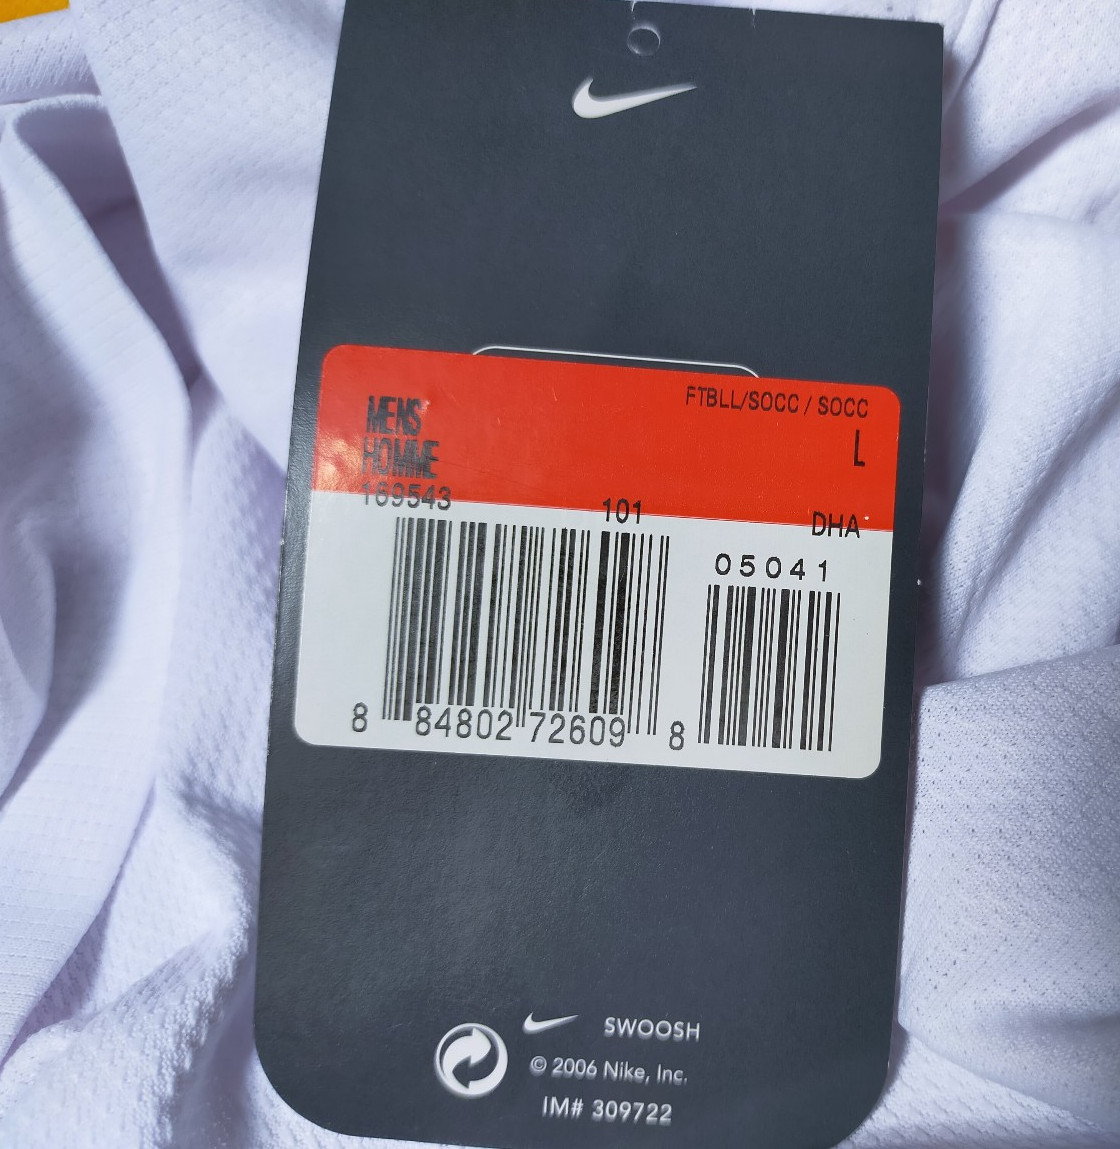 FTBLL/SOCC / SOCC
MENS
L
HOMME
169543
101
DHA
05041
8 84802 72609 8
SWOOSH
© 2006 Nike, Inc.
IM# 309722